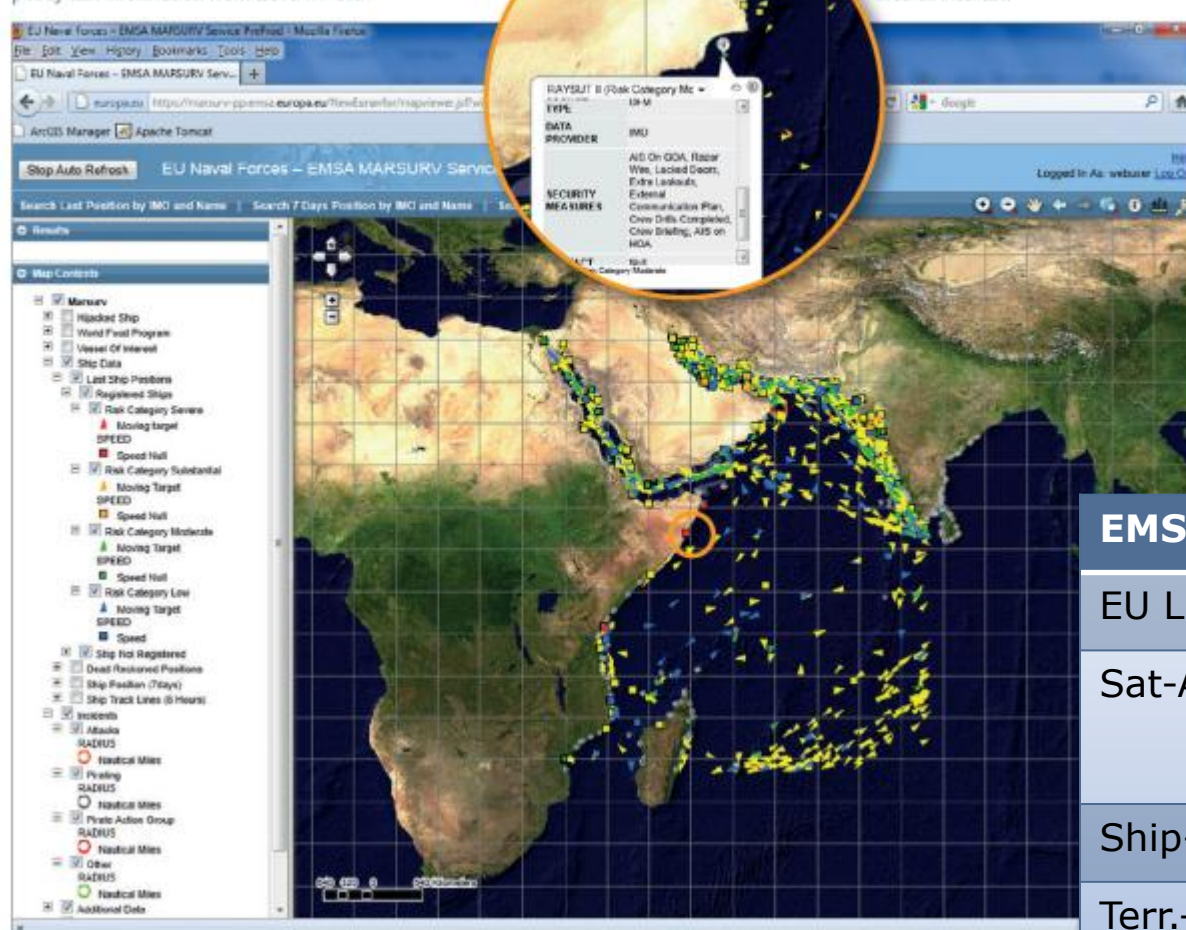 EU Naval Forces – EMSA MARSURV Service PreProd - Mozilla Firefox
File Edit View History Bookmarks Tools Help
EU Naval Forces – EMSA MARSURV Serv...
europa.eu
Google
ArcGIS Manager Apache Tomcat
Stop Auto Refresh EU Naval Forces – EMSA MARSURV Service
Logged In As: webuser
Search Last Position by IMO and Name | Search 7 Days Position by IMO and Name |
Results
Map Contents
Marsurv
Hijacked Ship
World Food Program
Vessel Of Interest
Ship Data
Last Ship Positions
Registered Ships
Risk Category Severe
Moving target
SPEED
Speed Null
Risk Category Substantial
Moving Target
SPEED
Speed Null
Risk Category Moderate
Moving Target
SPEED
Speed Null
Risk Category Low
Moving Target
SPEED
Speed
Ship Not Registered
Dead Reckoned Positions
Ship Position (7days)
Ship Track Lines (6 Hours)
Incidents
Attacks
RADIUS
Nautical Miles
Pirating
RADIUS
Nautical Miles
Pirate Action Group
RADIUS
Nautical Miles
Other
RADIUS
Nautical Miles
Additional Data
RAYSUT II (Risk Category Mc
TYPE
DATA
PROVIDER
IMO
SECURITY
MEASURES
AIS On GOA, Razor
Wire, Locked Doors,
Extra Lookouts,
External
Communication Plan,
Crew Drills Completed,
Crew Briefing, AIS on
HOA
Category Moderate
EMS
EU L
Sat-A
Ship-
Terr.-